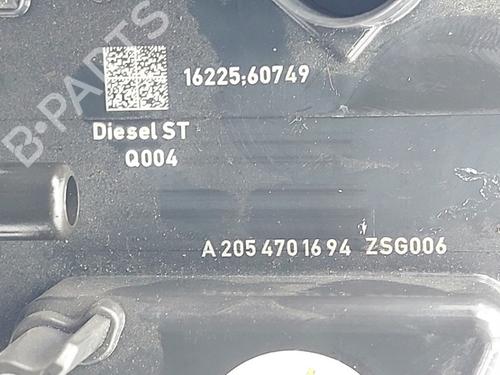 B-PARTS
16225;60749
Diesel ST
Q004
A 205 470 16 94 ZSG006